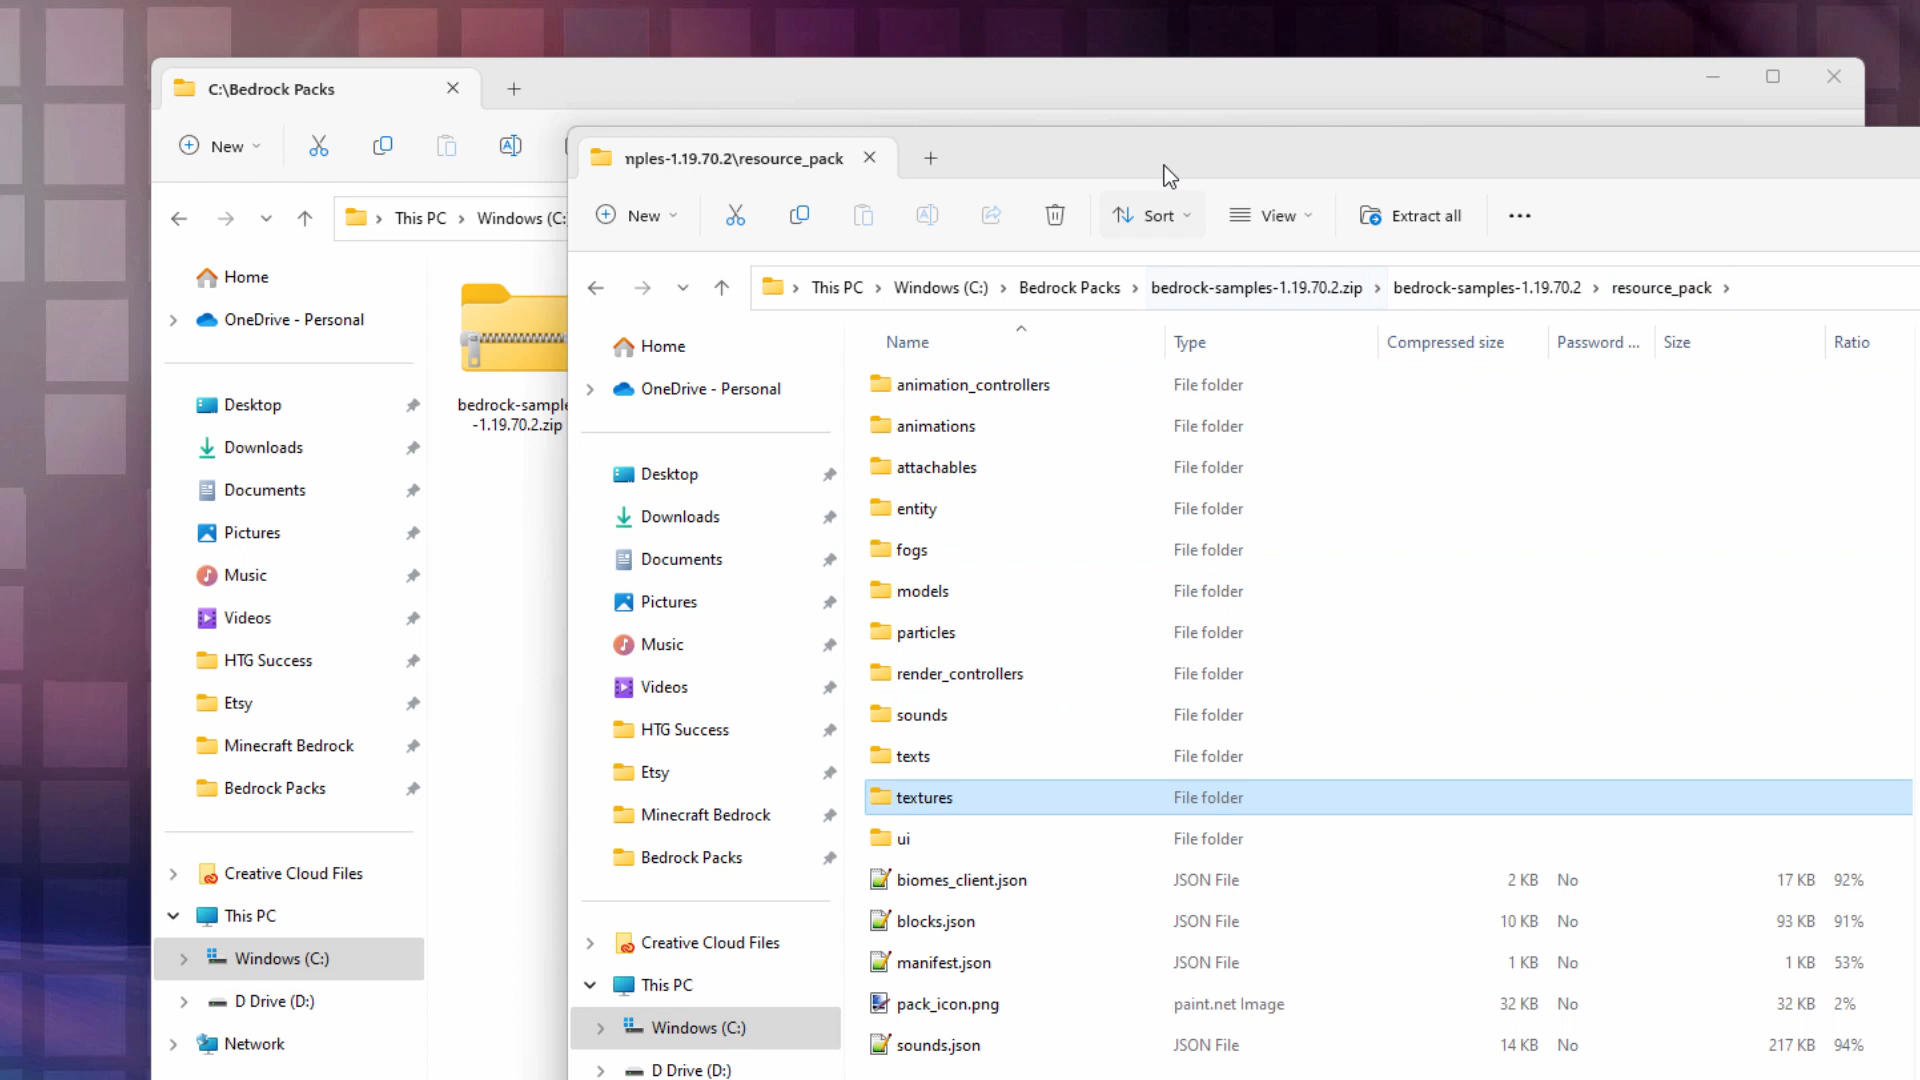 C:\Bedrock Packs
New
This PC
Windows (C:
Home
OneDrive - Personal
Desktop
Downloads
Documents
Pictures
Music
Videos
HTG Success
Etsy
Minecraft Bedrock
Bedrock Packs
Creative Cloud Files
This PC
Windows (C:)
D Drive (D:)
Network
bedrock-sample
-1.19.70.2.zip
nples-1.19.70.2\resource_pack
New
Sort
View
Extract all
This PC
Windows (C:)
Bedrock Packs
bedrock-samples-1.19.70.2.zip
bedrock-samples-1.19.70.2
resource_pack
Home
OneDrive - Personal
Desktop
Downloads
Documents
Pictures
Music
Videos
HTG Success
Etsy
Minecraft Bedrock
Bedrock Packs
Creative Cloud Files
This PC
Windows (C:)
D Drive (D:)
Name Type Compressed size Password ... Size Ratio
animation_controllers File folder
animations File folder
attachables File folder
entity File folder
fogs File folder
models File folder
particles File folder
render_controllers File folder
sounds File folder
texts File folder
textures File folder
ui File folder
biomes_client.json JSON File 2 KB No 17 KB 92%
blocks.json JSON File 10 KB No 93 KB 91%
manifest.json JSON File 1 KB No 1 KB 53%
pack_icon.png paint.net Image 32 KB No 32 KB 2%
sounds.json JSON File 14 KB No 217 KB 94%